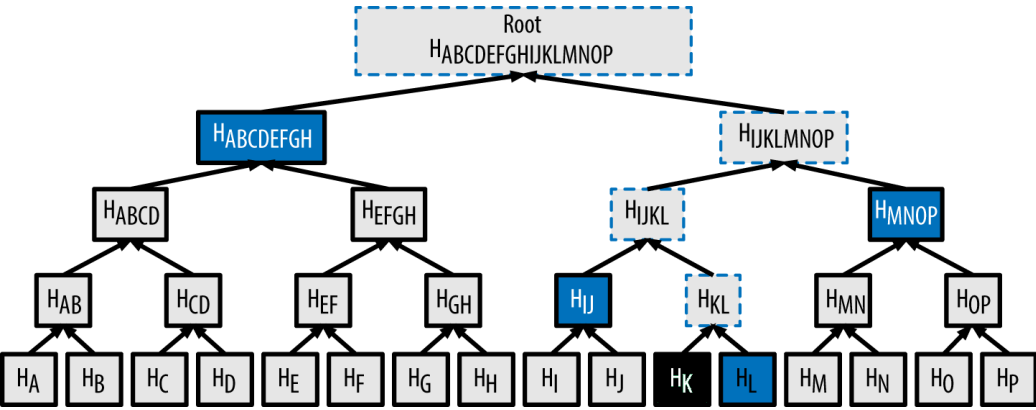 Root
HABCDEFGHIJKLMNOP
HABCDEFGH HIJKLMNOP
HABCD HEFGH HIJKL HMNOP
HAB HCD HEF HGH HIJ HKL HMN HOP
HA HB HC HD HE HF HG HH HI HJ HK HL HM HN HO HP